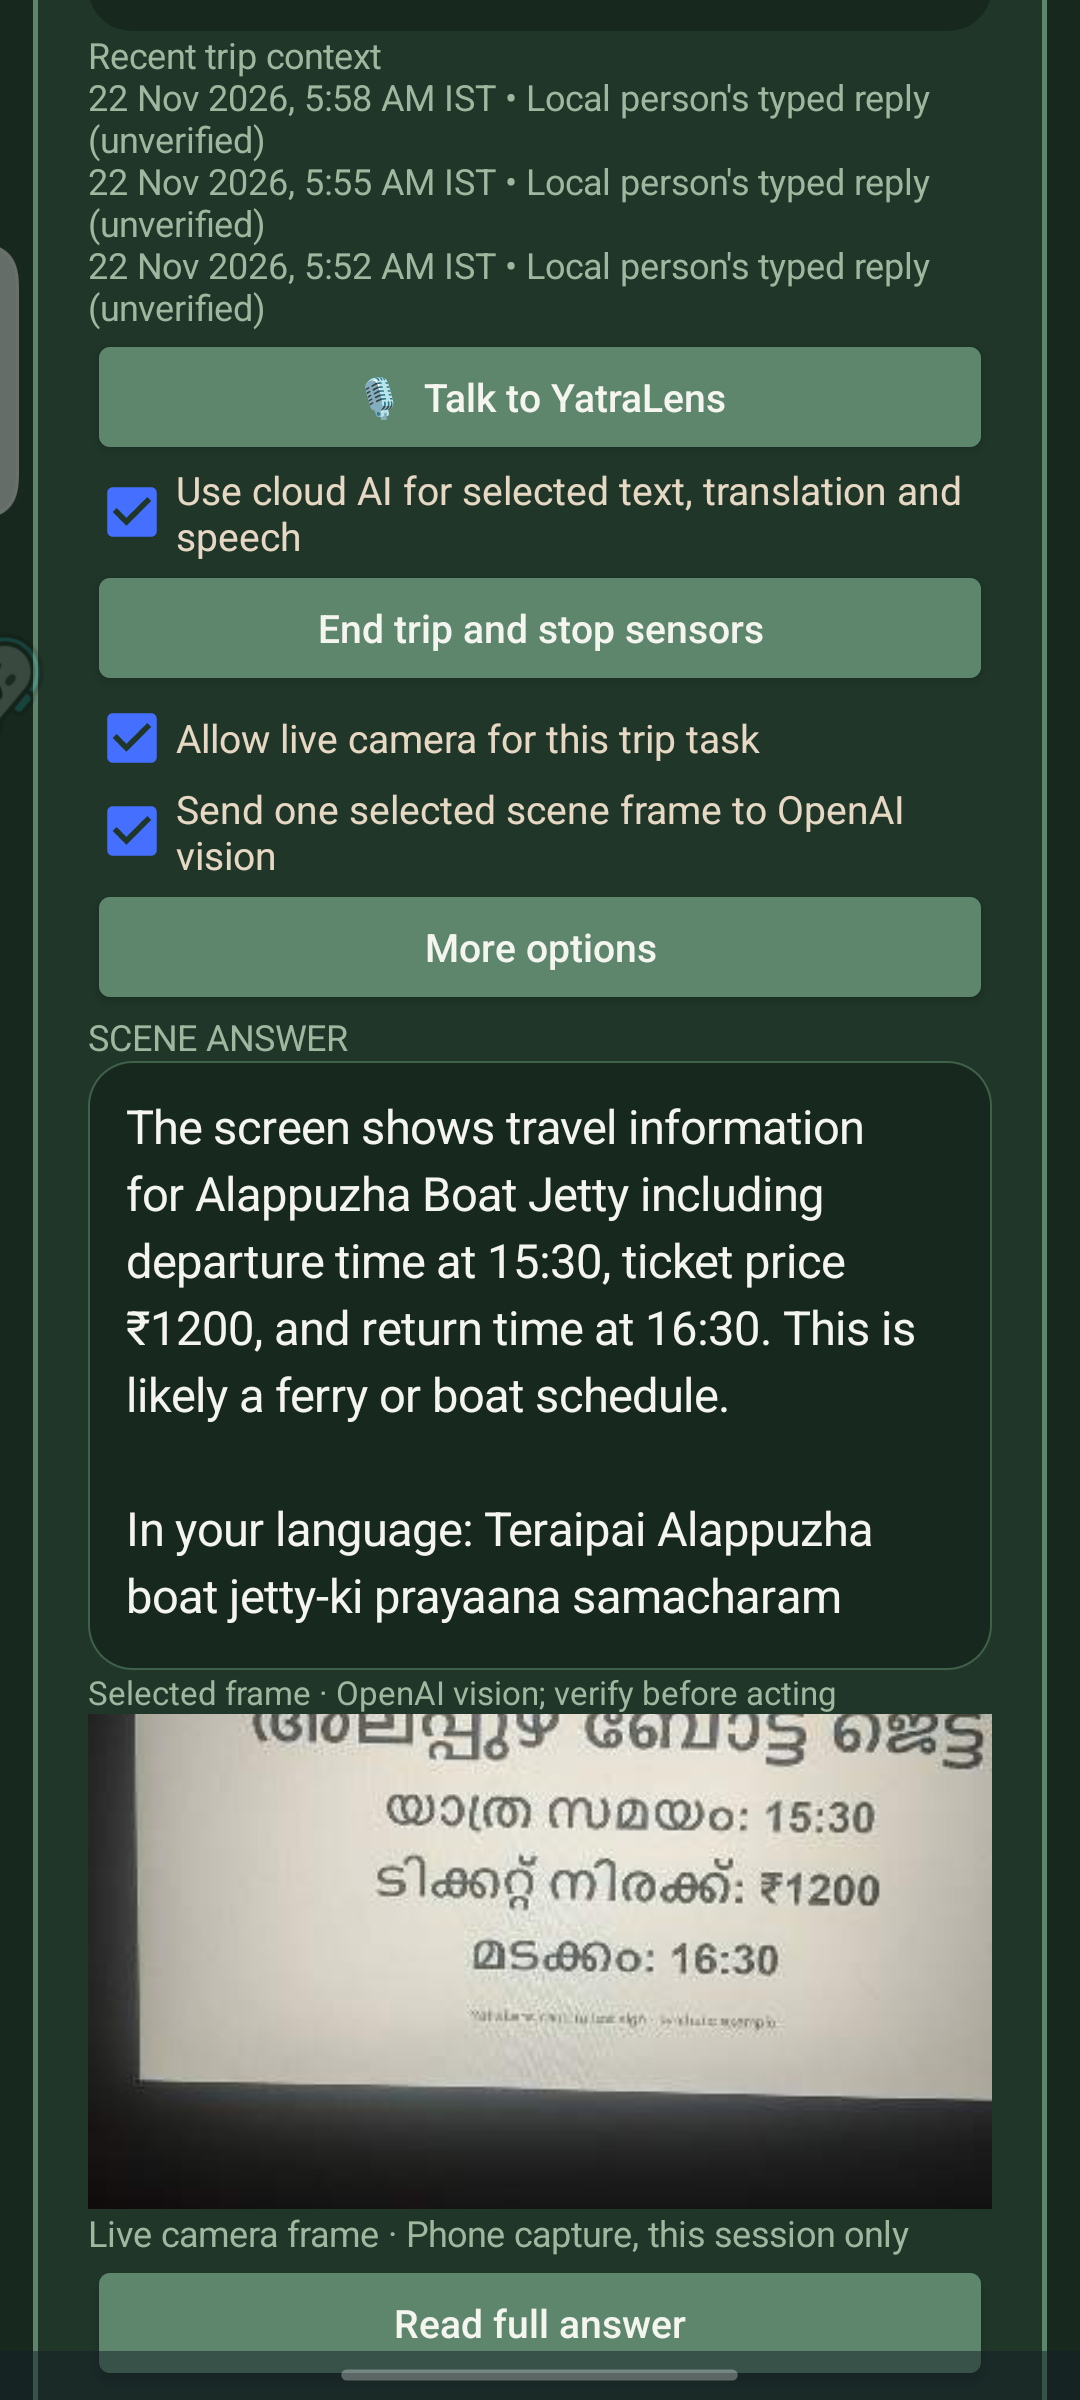 Recent trip context
22 Nov 2026, 5:58 AM IST • Local person's typed reply
(unverified)
22 Nov 2026, 5:55 AM IST • Local person's typed reply
(unverified)
22 Nov 2026, 5:52 AM IST • Local person's typed reply
(unverified)
Talk to YatraLens
Use cloud AI for selected text, translation and
speech
End trip and stop sensors
Allow live camera for this trip task
Send one selected scene frame to OpenAI
vision
More options
SCENE ANSWER
The screen shows travel information
for Alappuzha Boat Jetty including
departure time at 15:30, ticket price
₹1200, and return time at 16:30. This is
likely a ferry or boat schedule.
In your language: Teraipai Alappuzha
boat jetty-ki prayaana samacharam
Selected frame · OpenAI vision; verify before acting
ആലപ്പുഴ ബോട്ട് ജെട്ടി
യാത്ര സമയം: 15:30
ടിക്കറ്റ് നിരക്ക്: ₹1200
മടക്കം: 16:30
Live camera frame · Phone capture, this session only
Read full answer